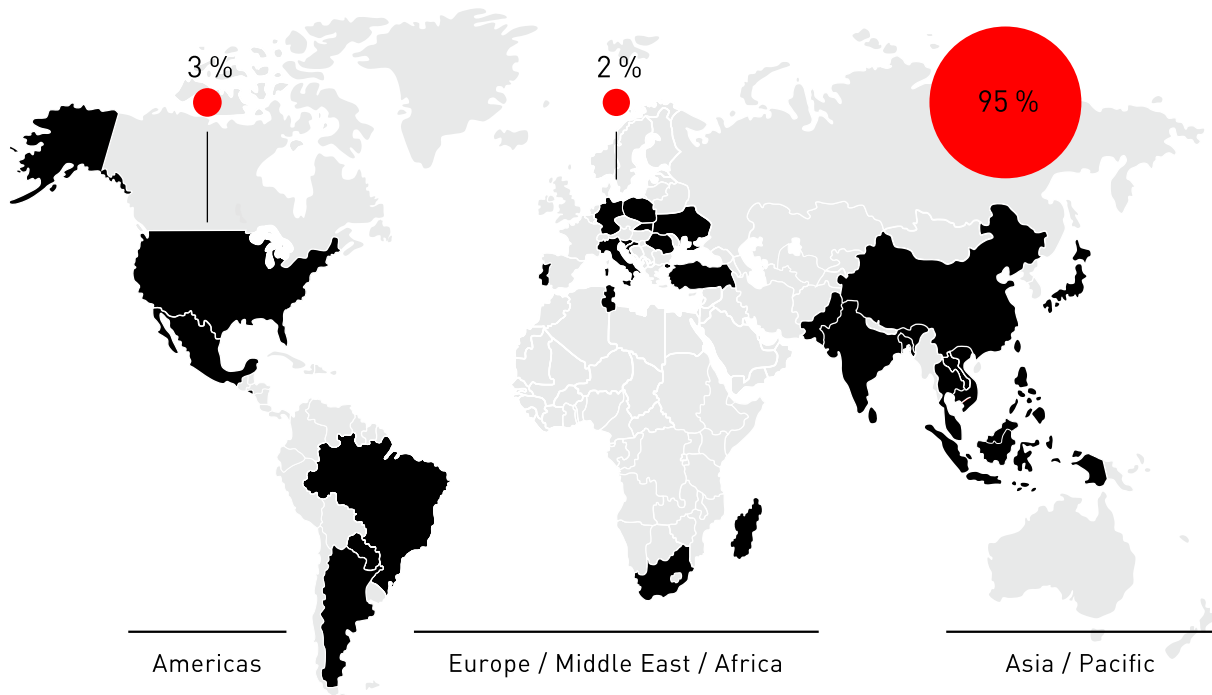 3 %
2 %
95 %
Americas
Europe / Middle East / Africa
Asia / Pacific